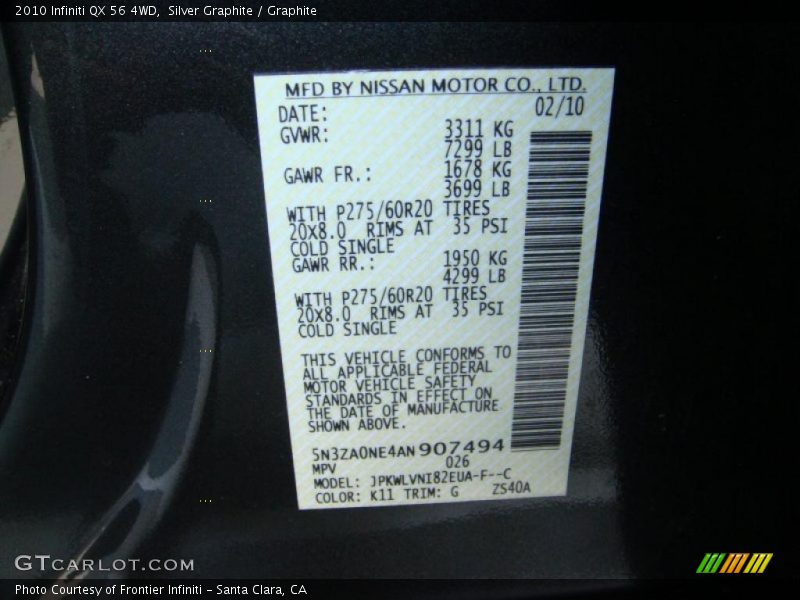 2010 Infiniti QX 56 4WD, Silver Graphite / Graphite
MFD BY NISSAN MOTOR CO., LTD.
DATE: 02/10
GVWR: 3311 KG
7299 LB
GAWR FR.: 1678 KG
3699 LB
WITH P275/60R20 TIRES
20X8.0 RIMS AT 35 PSI
COLD SINGLE
GAWR RR.: 1950 KG
4299 LB
WITH P275/60R20 TIRES
20X8.0 RIMS AT 35 PSI
COLD SINGLE
THIS VEHICLE CONFORMS TO
ALL APPLICABLE FEDERAL
MOTOR VEHICLE SAFETY
STANDARDS IN EFFECT ON
THE DATE OF MANUFACTURE
SHOWN ABOVE.
5N3ZA0NE4AN907494
MPV 026
MODEL: JPKWLVNI82EUA-F--C
COLOR: K11 TRIM: G ZS40A
GTCARLOT.COM
Photo Courtesy of Frontier Infiniti - Santa Clara, CA